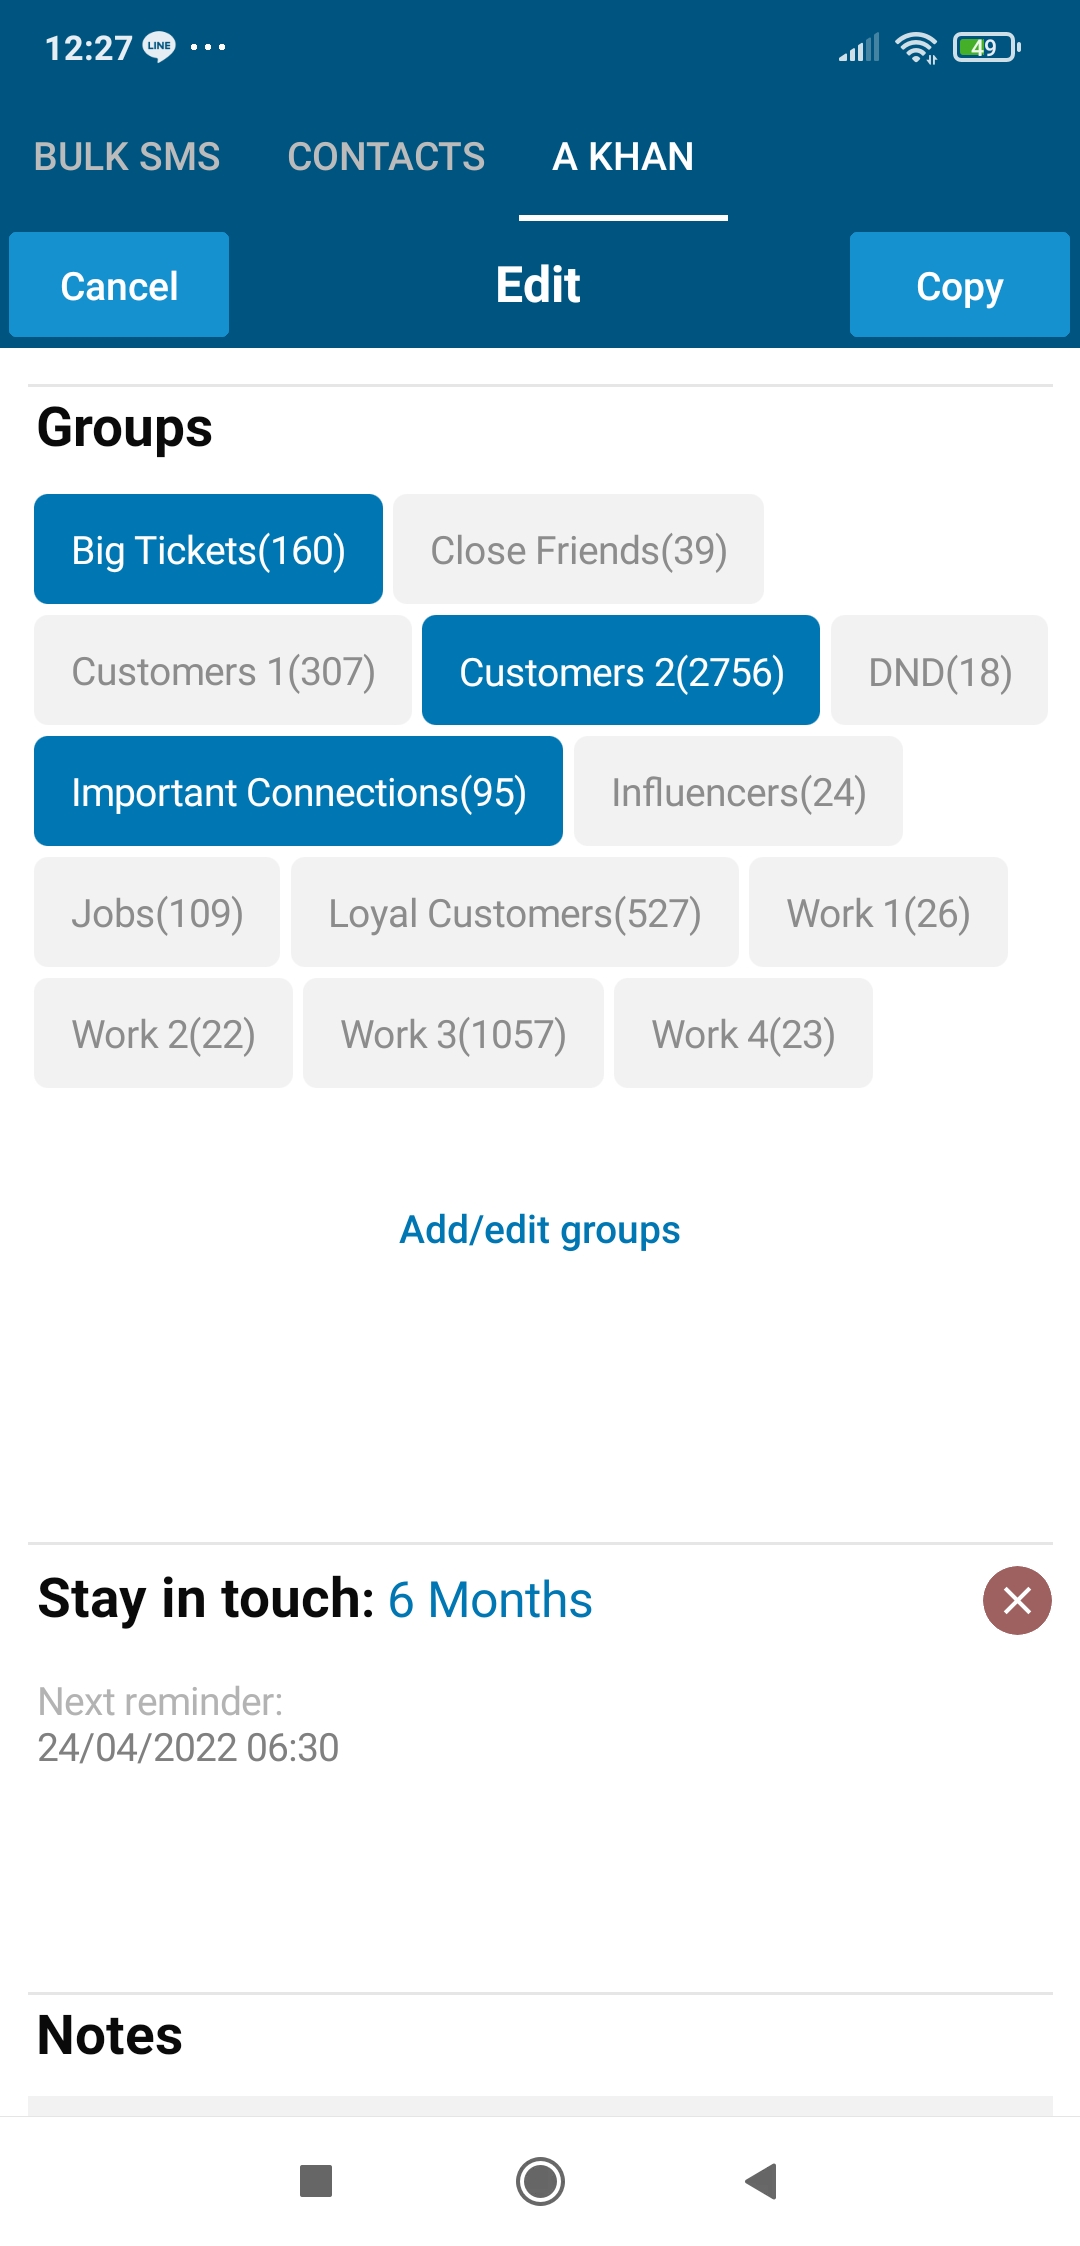 12:27 LINE 49
BULK SMS CONTACTS A KHAN
Cancel Edit Copy
Groups
Big Tickets(160) Close Friends(39)
Customers 1(307) Customers 2(2756) DND(18)
Important Connections(95) Influencers(24)
Jobs(109) Loyal Customers(527) Work 1(26)
Work 2(22) Work 3(1057) Work 4(23)
Add/edit groups
Stay in touch: 6 Months
Next reminder:
24/04/2022 06:30
Notes